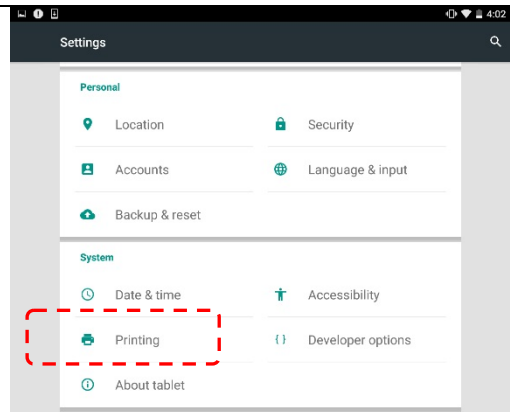 4:02
Settings
Personal
Location
Security
Accounts
Language & input
Backup & reset
System
Date & time
Accessibility
Printing
{ } Developer options
About tablet